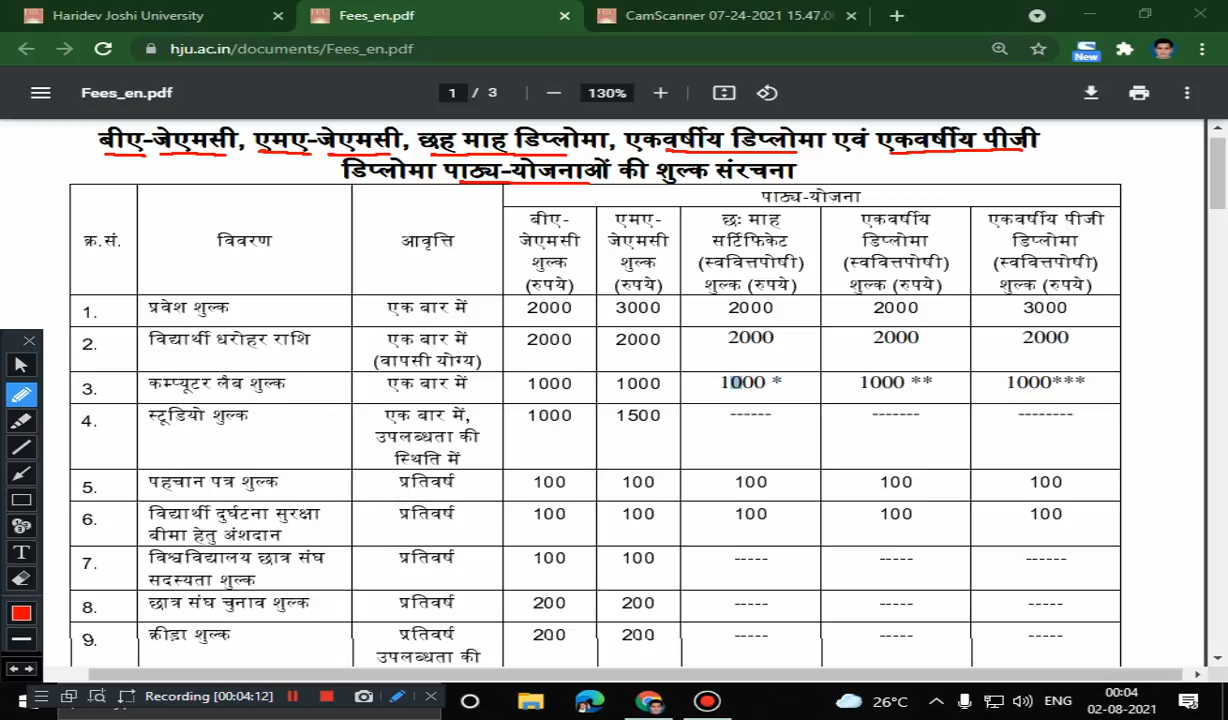 Haridev Joshi University
Fees_en.pdf
CamScanner 07-24-2021 15.47.0
hju.ac.in/documents/Fees_en.pdf
New
Fees_en.pdf
1 / 3
130%
बीए-जेएमसी, एमए-जेएमसी, छह माह डिप्लोमा, एकवर्षीय डिप्लोमा एवं एकवर्षीय पीजी
डिप्लोमा पाठ्य-योजनाओं की शुल्क संरचना
क्र.सं. विवरण आवृत्ति पाठ्य-योजना
बीए- एमए- छः माह एकवर्षीय एकवर्षीय पीजी
जेएमसी जेएमसी सर्टिफिकेट डिप्लोमा डिप्लोमा
शुल्क शुल्क (स्ववित्तपोषी) (स्ववित्तपोषी) (स्ववित्तपोषी)
(रुपये) (रुपये) शुल्क (रुपये) शुल्क (रुपये) शुल्क (रुपये)
1. प्रवेश शुल्क एक बार में 2000 3000 2000 2000 3000
2. विद्यार्थी धरोहर राशि एक बार में 2000 2000 2000 2000 2000
(वापसी योग्य)
3. कम्प्यूटर लैब शुल्क एक बार में 1000 1000 1000 * 1000 ** 1000***
4. स्टूडियो शुल्क एक बार में, 1000 1500 ------ ------- --------
उपलब्धता की
स्थिति में
5. पहचान पत्र शुल्क प्रतिवर्ष 100 100 100 100 100
6. विद्यार्थी दुर्घटना सुरक्षा प्रतिवर्ष 100 100 100 100 100
बीमा हेतु अंशदान
7. विश्वविद्यालय छात्र संघ प्रतिवर्ष 100 100 ----- ----- ------
सदस्यता शुल्क
8. छात्र संघ चुनाव शुल्क प्रतिवर्ष 200 200 ----- ----- -----
9. क्रीड़ा शुल्क प्रतिवर्ष 200 200 ----- ----- -----
उपलब्धता की
T
Recording [00:04:12]
26°C
ENG
00:04
02-08-2021